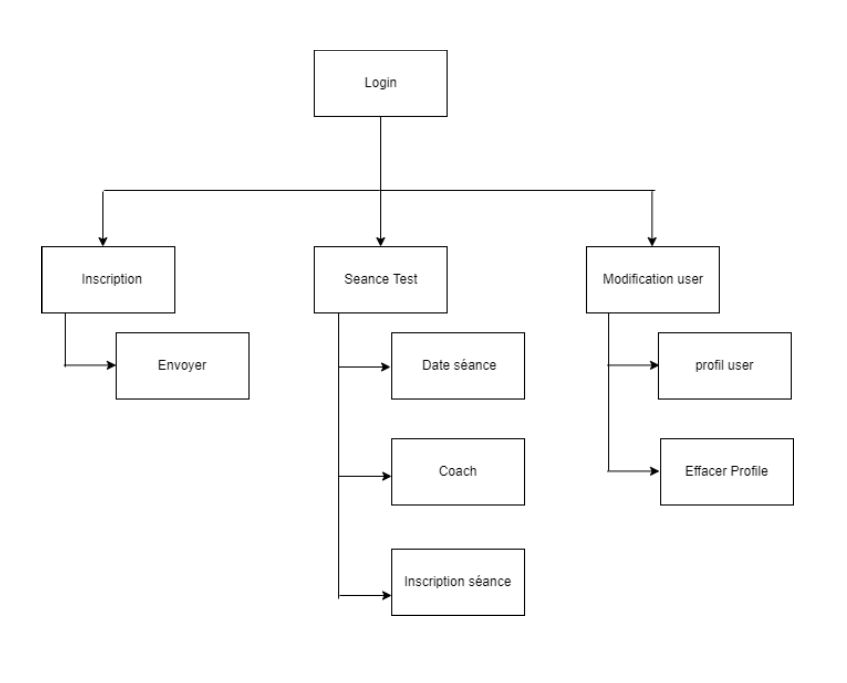 Login
Inscription
Seance Test
Modification user
Envoyer
Date séance
profil user
Coach
Effacer Profile
Inscription séance